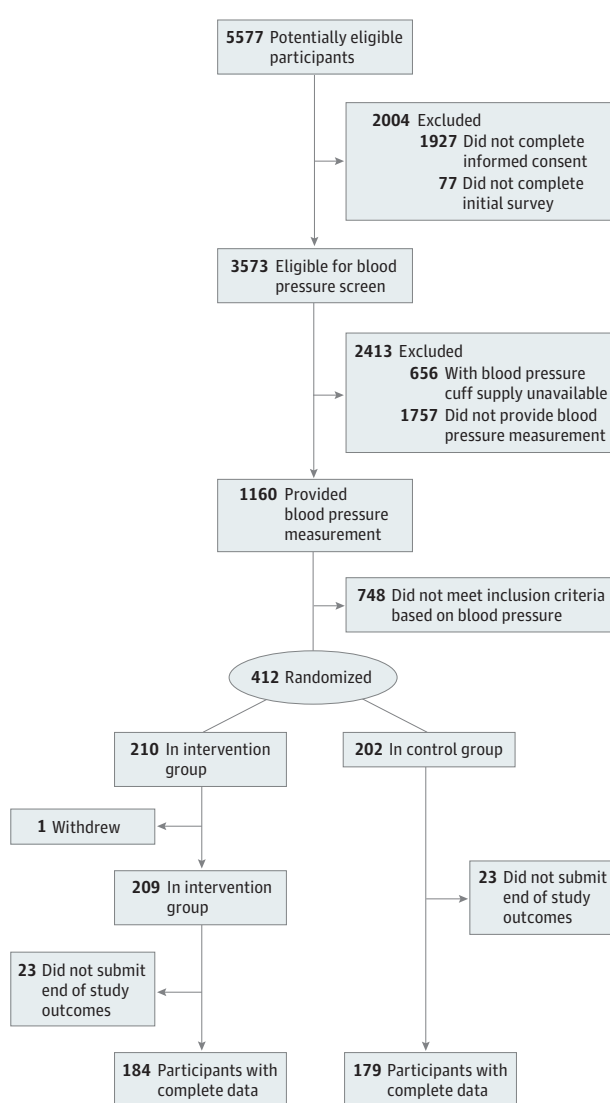 5577 Potentially eligible
participants
2004 Excluded
1927 Did not complete
informed consent
77 Did not complete
initial survey
3573 Eligible for blood
pressure screen
2413 Excluded
656 With blood pressure
cuff supply unavailable
1757 Did not provide blood
pressure measurement
1160 Provided
blood pressure
measurement
748 Did not meet inclusion criteria
based on blood pressure
412 Randomized
210 In intervention
group
202 In control group
1 Withdrew
209 In intervention
group
23 Did not submit
end of study
outcomes
23 Did not submit
end of study
outcomes
184 Participants with
complete data
179 Participants with
complete data